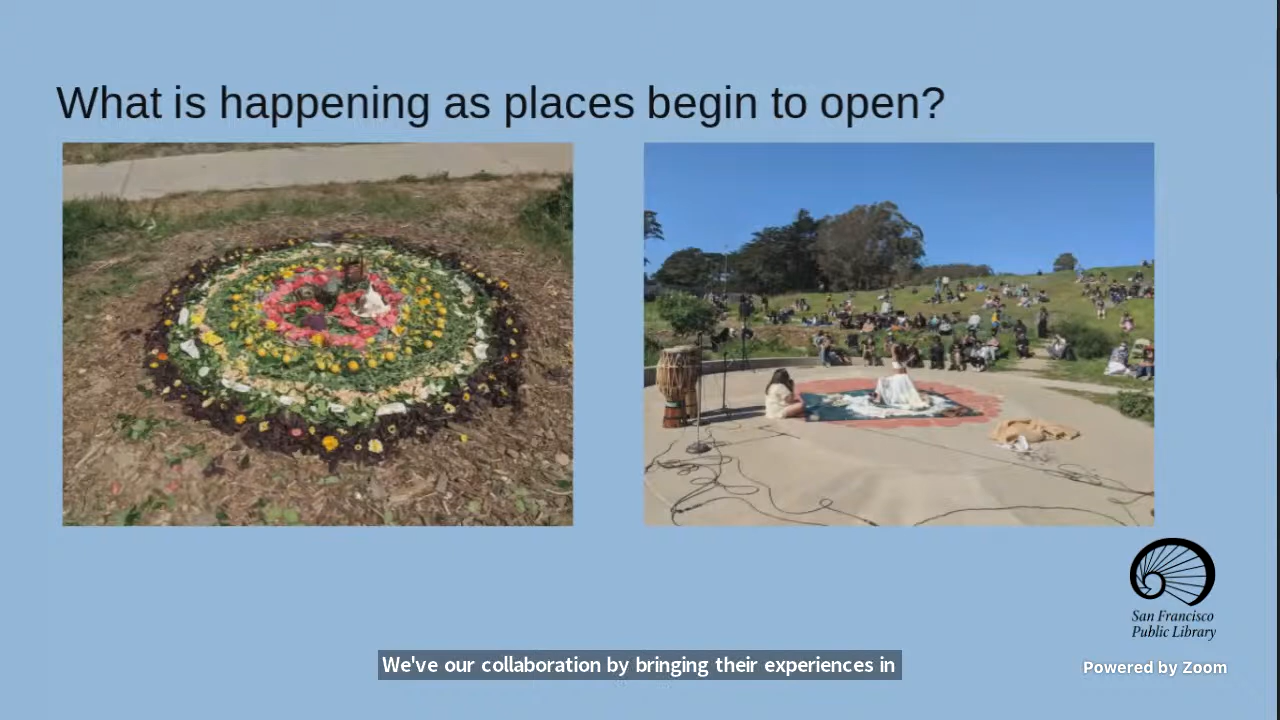 What is happening as places begin to open?
San Francisco
Public Library
We've our collaboration by bringing their experiences in
Powered by Zoom